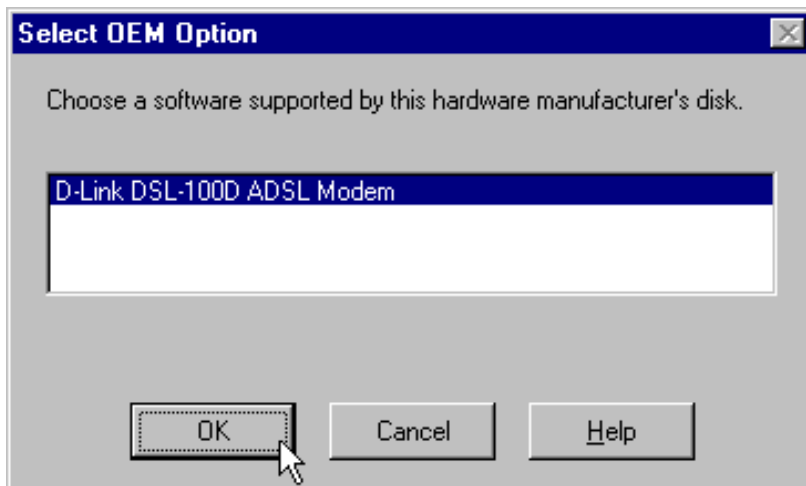 Select OEM Option
Choose a software supported by this hardware manufacturer's disk.
D-Link DSL-100D ADSL Modem
OK Cancel Help